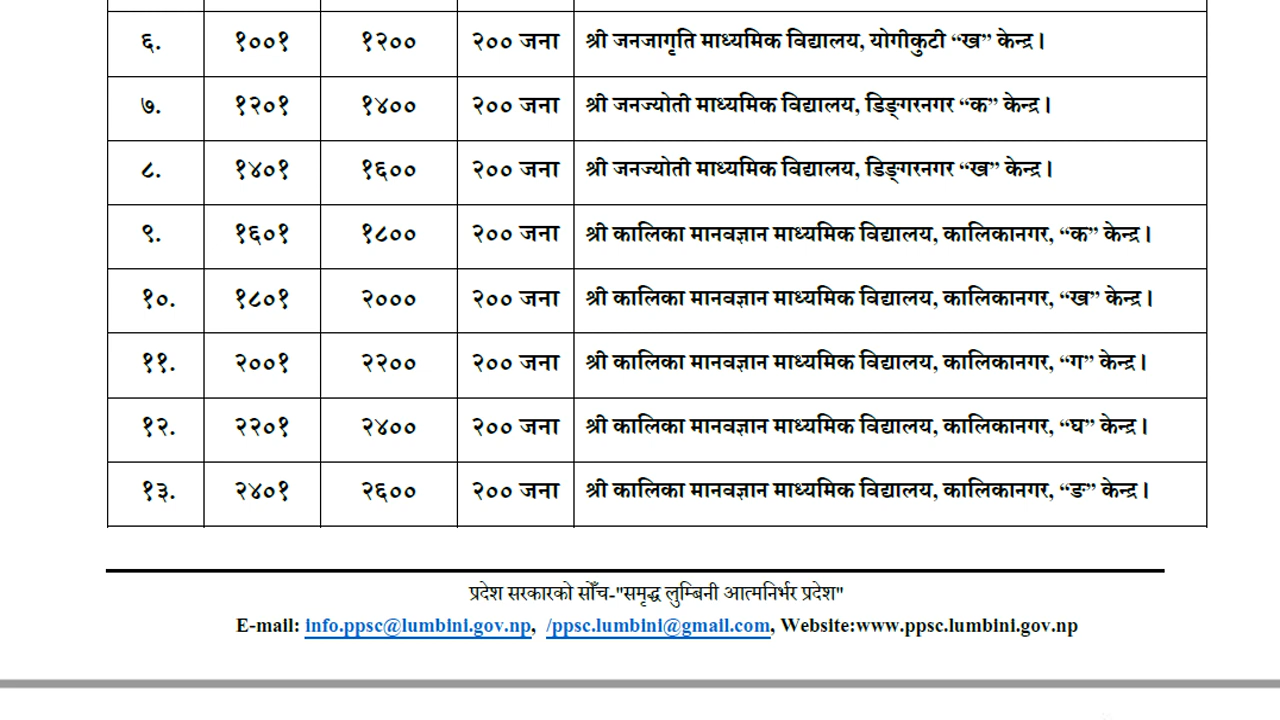 ६. १००१ १२०० २०० जना श्री जनजागृति माध्यमिक विद्यालय, योगीकुटी “ख” केन्द्र।
७. १२०१ १४०० २०० जना श्री जनज्योती माध्यमिक विद्यालय, डिङ्गरनगर “क” केन्द्र।
८. १४०१ १६०० २०० जना श्री जनज्योती माध्यमिक विद्यालय, डिङ्गरनगर “ख” केन्द्र।
९. १६०१ १८०० २०० जना श्री कालिका मानवज्ञान माध्यमिक विद्यालय, कालिकानगर, “क” केन्द्र।
१०. १८०१ २००० २०० जना श्री कालिका मानवज्ञान माध्यमिक विद्यालय, कालिकानगर, “ख” केन्द्र।
११. २००१ २२०० २०० जना श्री कालिका मानवज्ञान माध्यमिक विद्यालय, कालिकानगर, “ग” केन्द्र।
१२. २२०१ २४०० २०० जना श्री कालिका मानवज्ञान माध्यमिक विद्यालय, कालिकानगर, “घ” केन्द्र।
१३. २४०१ २६०० २०० जना श्री कालिका मानवज्ञान माध्यमिक विद्यालय, कालिकानगर, “ङ” केन्द्र।
प्रदेश सरकारको सोँच-"समृद्ध लुम्बिनी आत्मनिर्भर प्रदेश"
E-mail: info.ppsc@lumbini.gov.np, /ppsc.lumbini@gmail.com, Website:www.ppsc.lumbini.gov.np